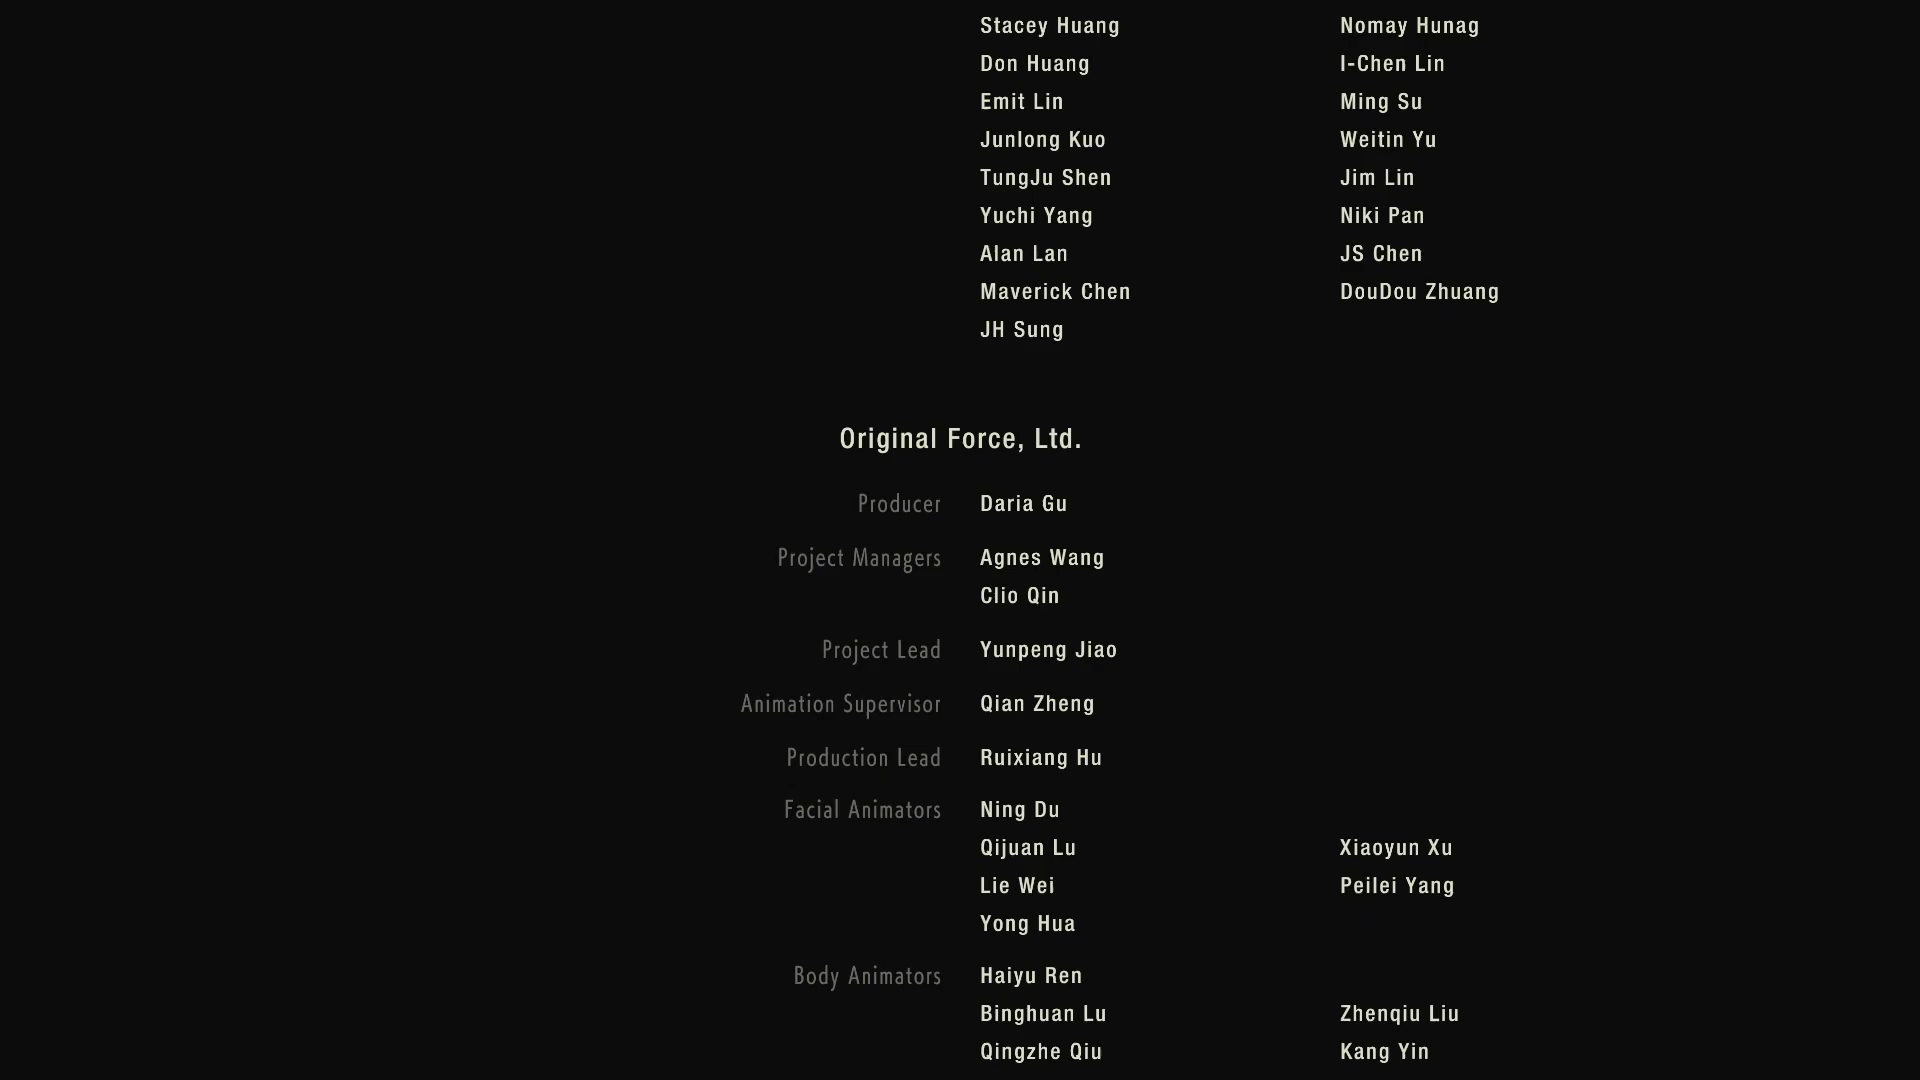 Stacey Huang Nomay Hunag
Don Huang I-Chen Lin
Emit Lin Ming Su
Junlong Kuo Weitin Yu
TungJu Shen Jim Lin
Yuchi Yang Niki Pan
Alan Lan JS Chen
Maverick Chen DouDou Zhuang
JH Sung
Original Force, Ltd.
Producer Daria Gu
Project Managers Agnes Wang
Clio Qin
Project Lead Yunpeng Jiao
Animation Supervisor Qian Zheng
Production Lead Ruixiang Hu
Facial Animators Ning Du
Qijuan Lu Xiaoyun Xu
Lie Wei Peilei Yang
Yong Hua
Body Animators Haiyu Ren
Binghuan Lu Zhenqiu Liu
Qingzhe Qiu Kang Yin